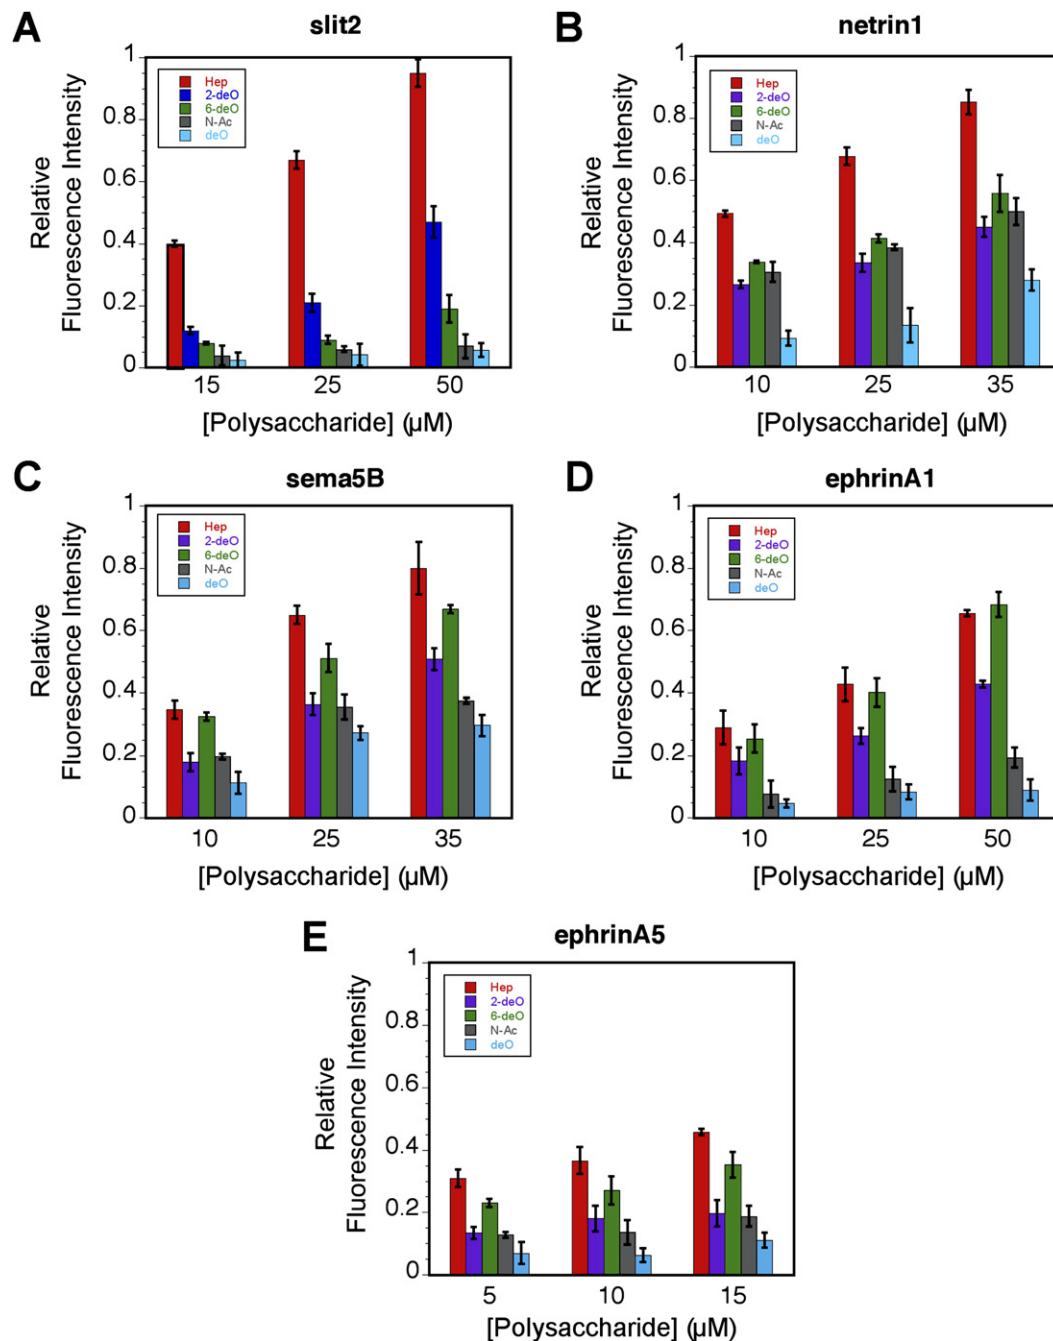 A
slit2
Relative
Fluorescence Intensity
1
0.8
0.6
0.4
0.2
0
Hep
2-deO
6-deO
N-Ac
deO
15 25 50
[Polysaccharide] (µM)
B
netrin1
Relative
Fluorescence Intensity
1
0.8
0.6
0.4
0.2
0
Hep
2-deO
6-deO
N-Ac
deO
10 25 35
[Polysaccharide] (µM)
C
sema5B
Relative
Fluorescence Intensity
1
0.8
0.6
0.4
0.2
0
Hep
2-deO
6-deO
N-Ac
deO
10 25 35
[Polysaccharide] (µM)
D
ephrinA1
Relative
Fluorescence Intensity
1
0.8
0.6
0.4
0.2
0
Hep
2-deO
6-deO
N-Ac
deO
10 25 50
[Polysaccharide] (µM)
E
ephrinA5
Relative
Fluorescence Intensity
1
0.8
0.6
0.4
0.2
0
Hep
2-deO
6-deO
N-Ac
deO
5 10 15
[Polysaccharide] (µM)